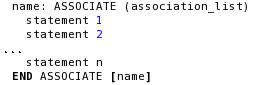 name: ASSOCIATE (association_list)
statement 1
statement 2
...
statement n
END ASSOCIATE [name]